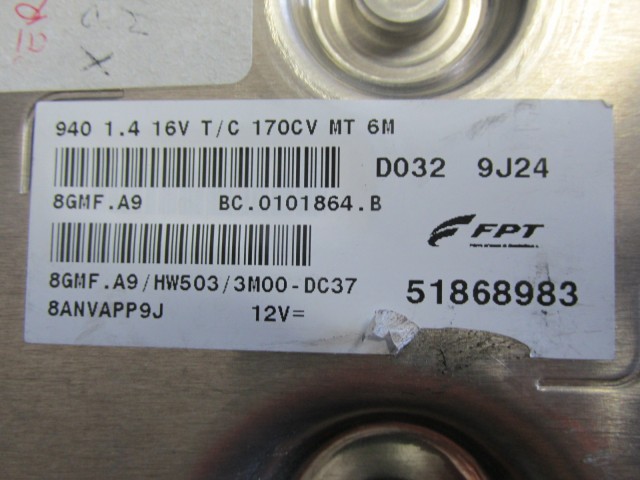 940 1.4 16V T/C 170CV MT 6M
D032 9J24
8GMF.A9 BC.0101864.B
FPT
8GMF.A9/HW503/3M00-DC37
51868983
8ANVAPP9J 12V=